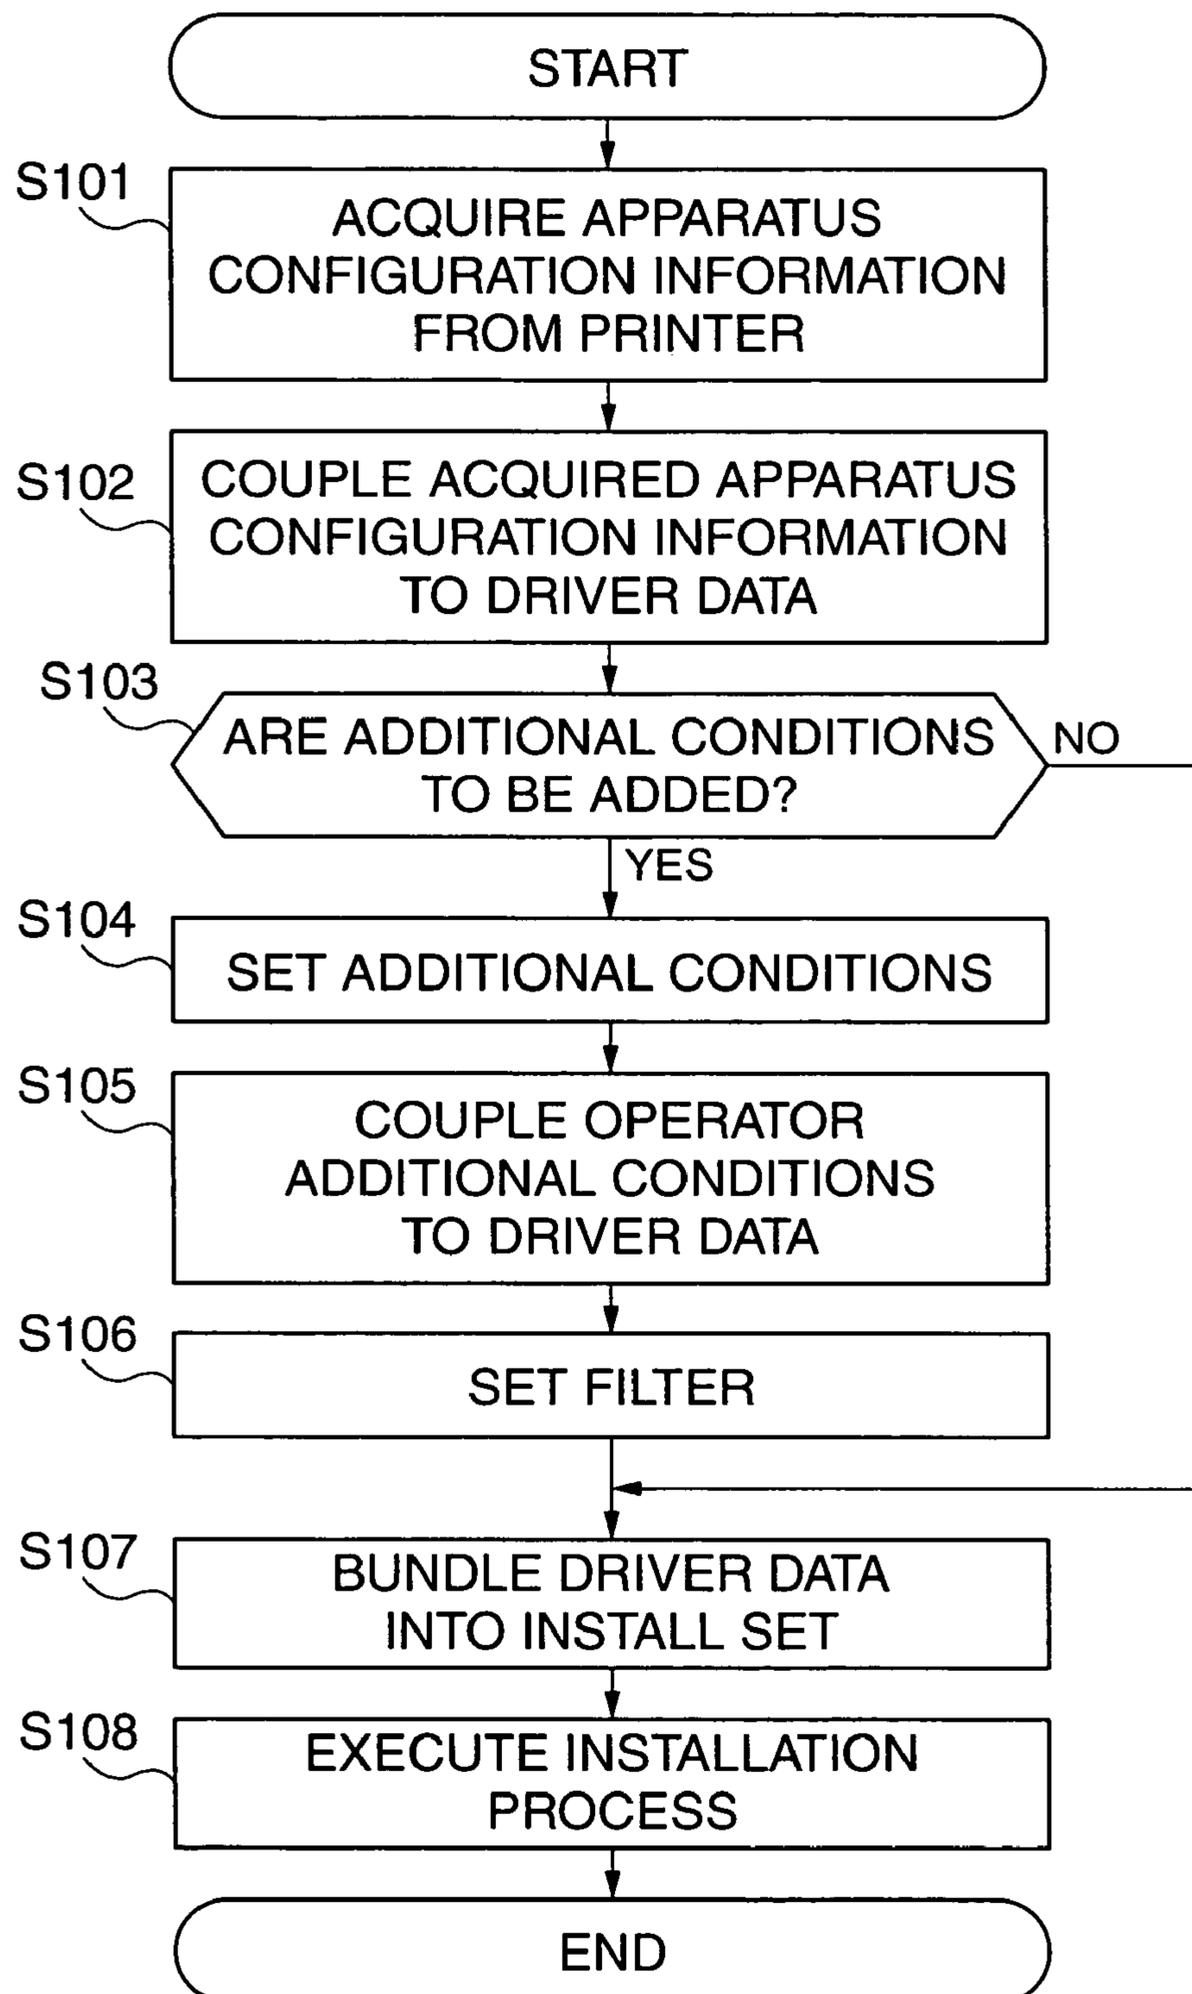 START
S101
ACQUIRE APPARATUS
CONFIGURATION INFORMATION
FROM PRINTER
S102
COUPLE ACQUIRED APPARATUS
CONFIGURATION INFORMATION
TO DRIVER DATA
S103
ARE ADDITIONAL CONDITIONS
TO BE ADDED?
NO
YES
S104
SET ADDITIONAL CONDITIONS
S105
COUPLE OPERATOR
ADDITIONAL CONDITIONS
TO DRIVER DATA
S106
SET FILTER
S107
BUNDLE DRIVER DATA
INTO INSTALL SET
S108
EXECUTE INSTALLATION
PROCESS
END